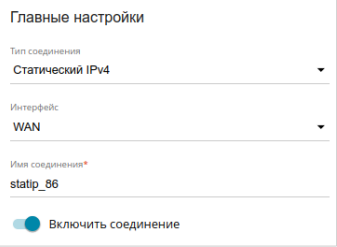 Главные настройки
Тип соединения
Статический IPv4
Интерфейс
WAN
Имя соединения*
statip_86
Включить соединение